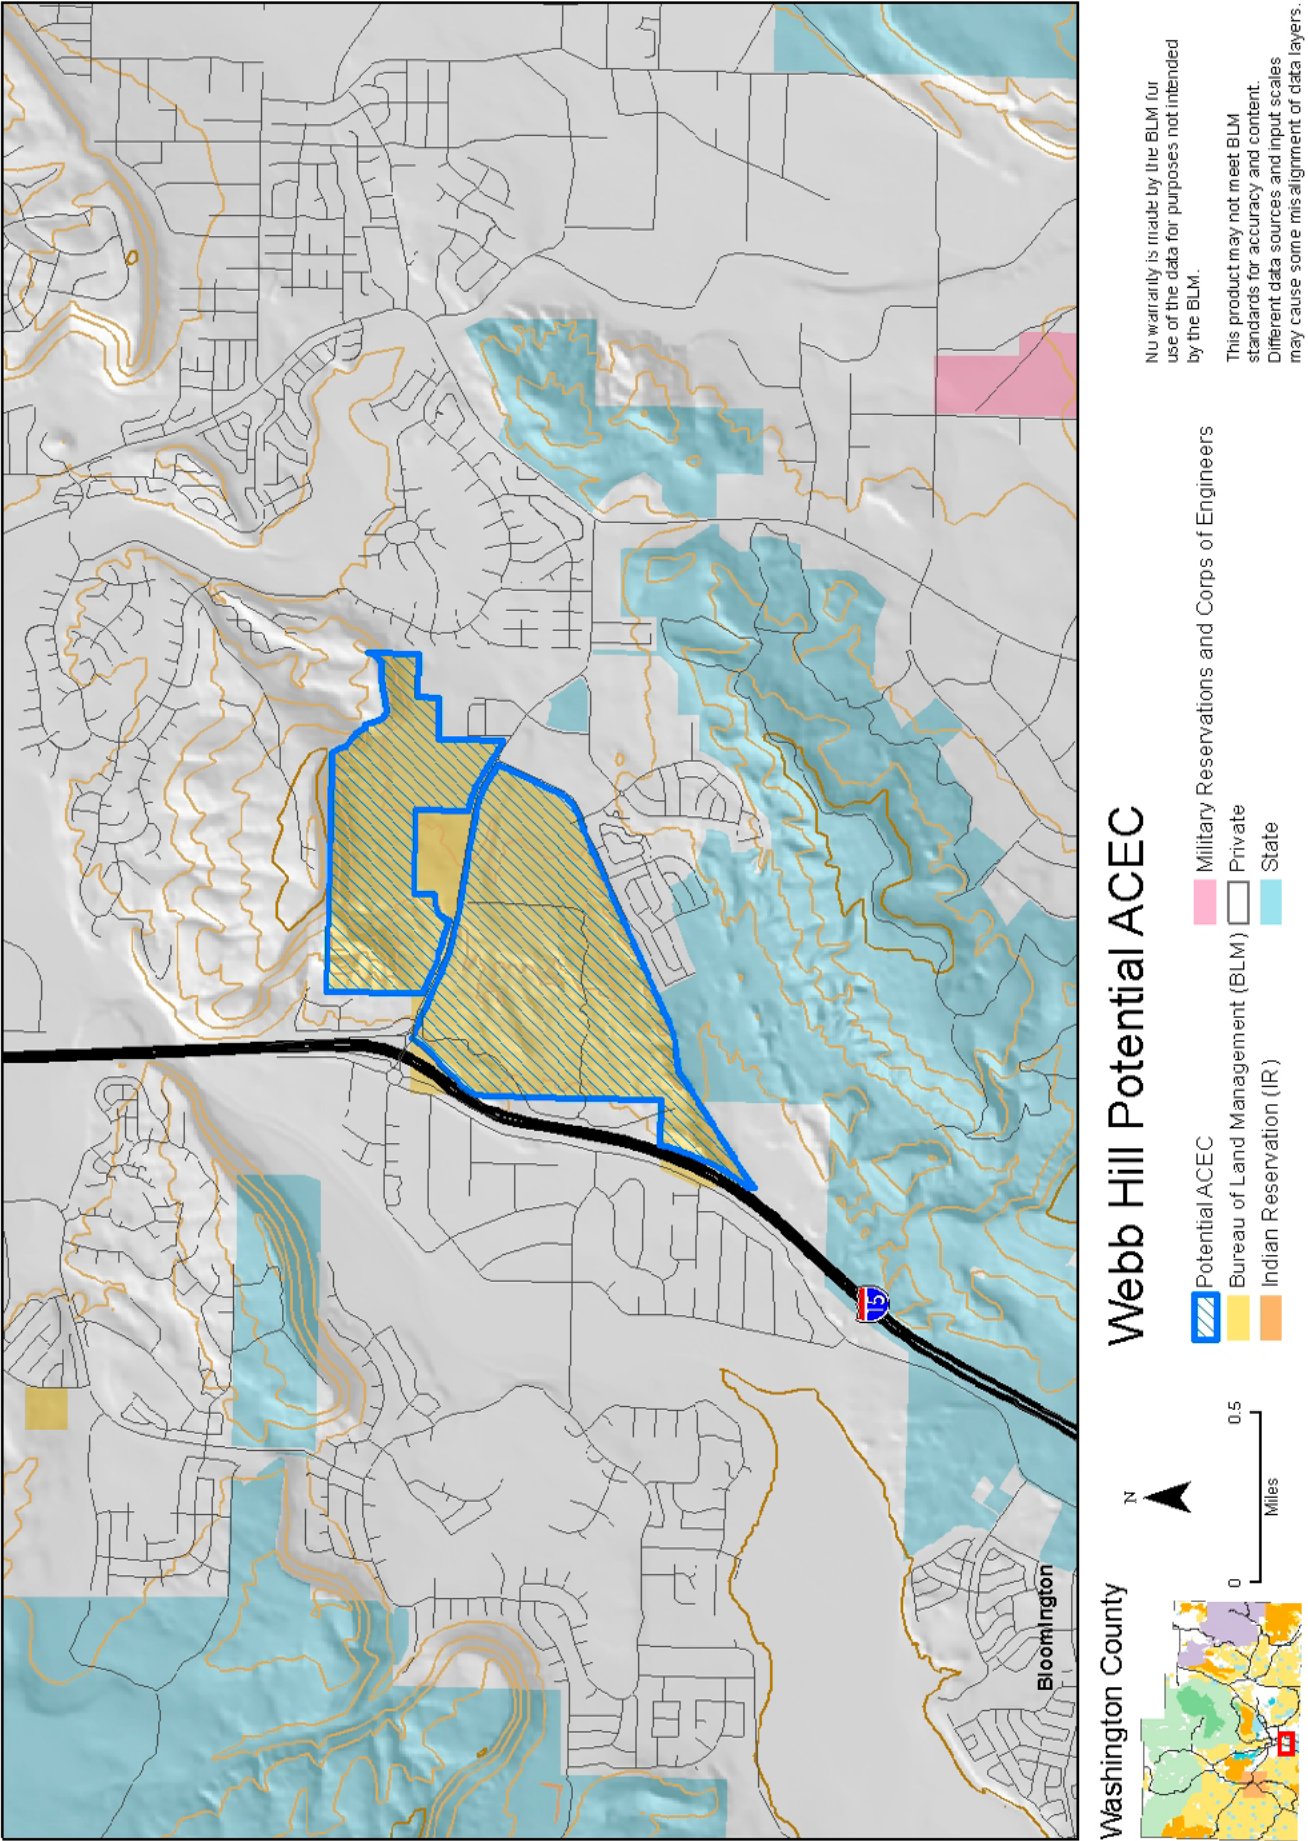 15
Bloomington
Washington County
N
0
0.5
Miles
Webb Hill Potential ACEC
Potential ACEC
Bureau of Land Management (BLM)
Indian Reservation (IR)
Military Reservations and Corps of Engineers
Private
State
No warranty is made by the BLM for
use of the data for purposes not intended
by the BLM.
This product may not meet BLM
standards for accuracy and content.
Different data sources and input scales
may cause some misalignment of data layers.